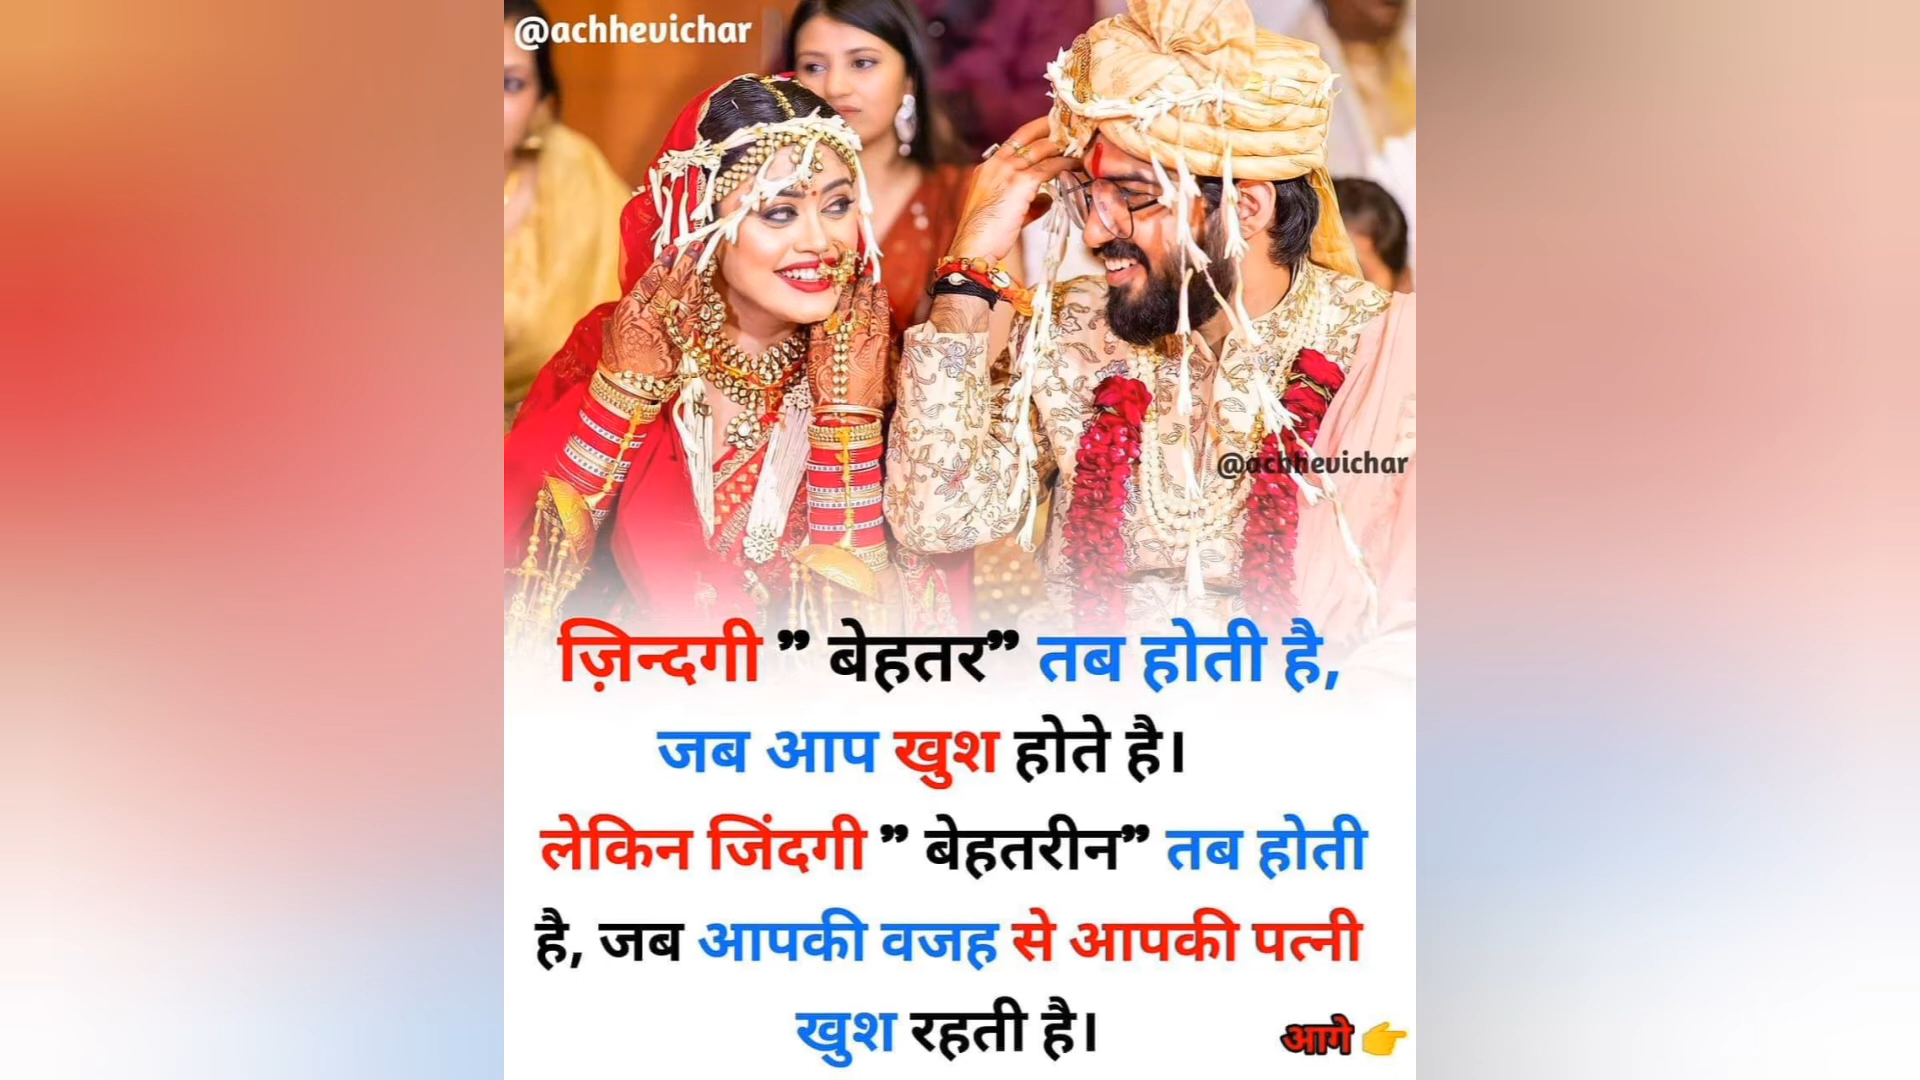 @achhevichar
@achhevichar
ज़िन्दगी ” बेहतर” तब होती है,
जब आप खुश होते है।
लेकिन जिंदगी ” बेहतरीन” तब होती
है, जब आपकी वजह से आपकी पत्नी
खुश रहती है।
आगे 👉